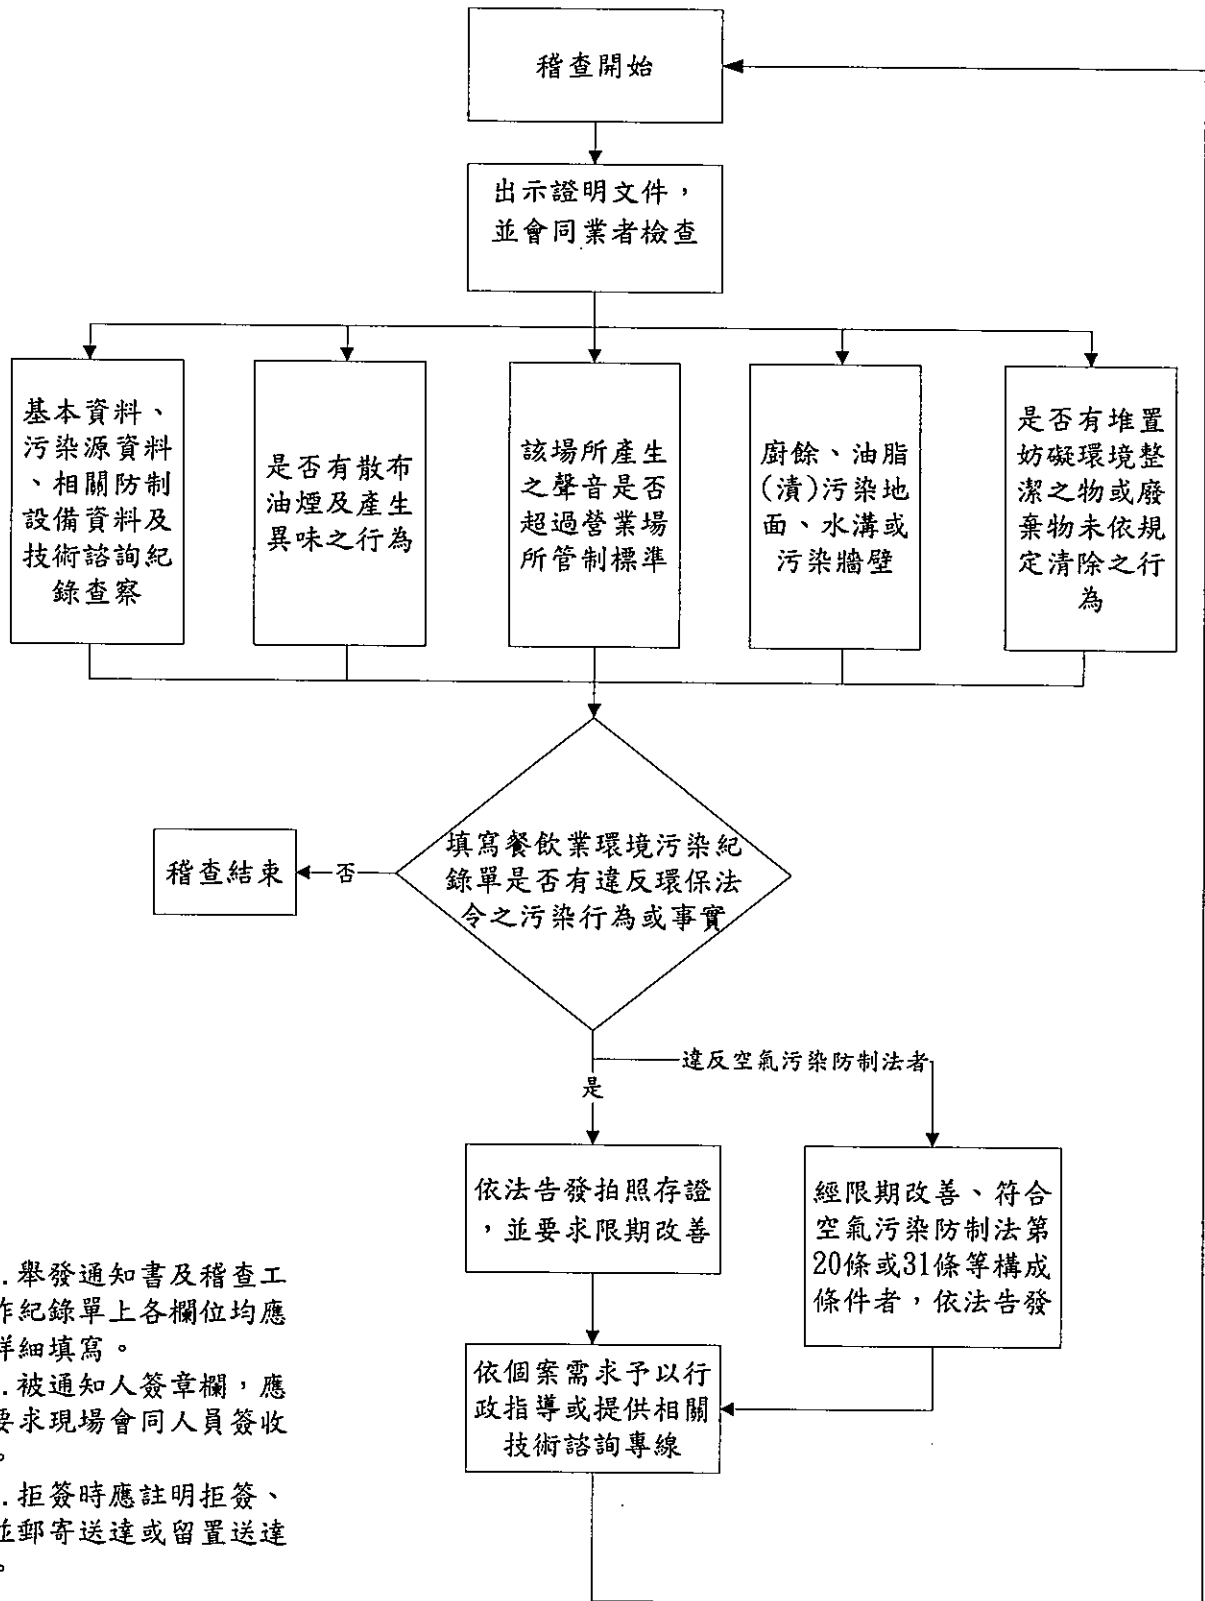 稽查開始
出示證明文件，
並會同業者檢查
基本資料、
污染源資料
、相關防制
設備資料及
技術諮詢紀
錄查察
是否有散布
油煙及產生
異味之行為
該場所產生
之聲音是否
超過營業場
所管制標準
廚餘、油脂
(漬)污染地
面、水溝或
污染牆壁
是否有堆置
妨礙環境整
潔之物或廢
棄物未依規
定清除之行
為
填寫餐飲業環境污染紀
錄單是否有違反環保法
令之污染行為或事實
否
稽查結束
違反空氣污染防制法者
是
依法告發拍照存證
，並要求限期改善
經限期改善、符合
空氣污染防制法第
20條或31條等構成
條件者，依法告發
依個案需求予以行
政指導或提供相關
技術諮詢專線
.舉發通知書及稽查工
作紀錄單上各欄位均應
詳細填寫。
.被通知人簽章欄，應
要求現場會同人員簽收
。
.拒簽時應註明拒簽、
並郵寄送達或留置送達
。